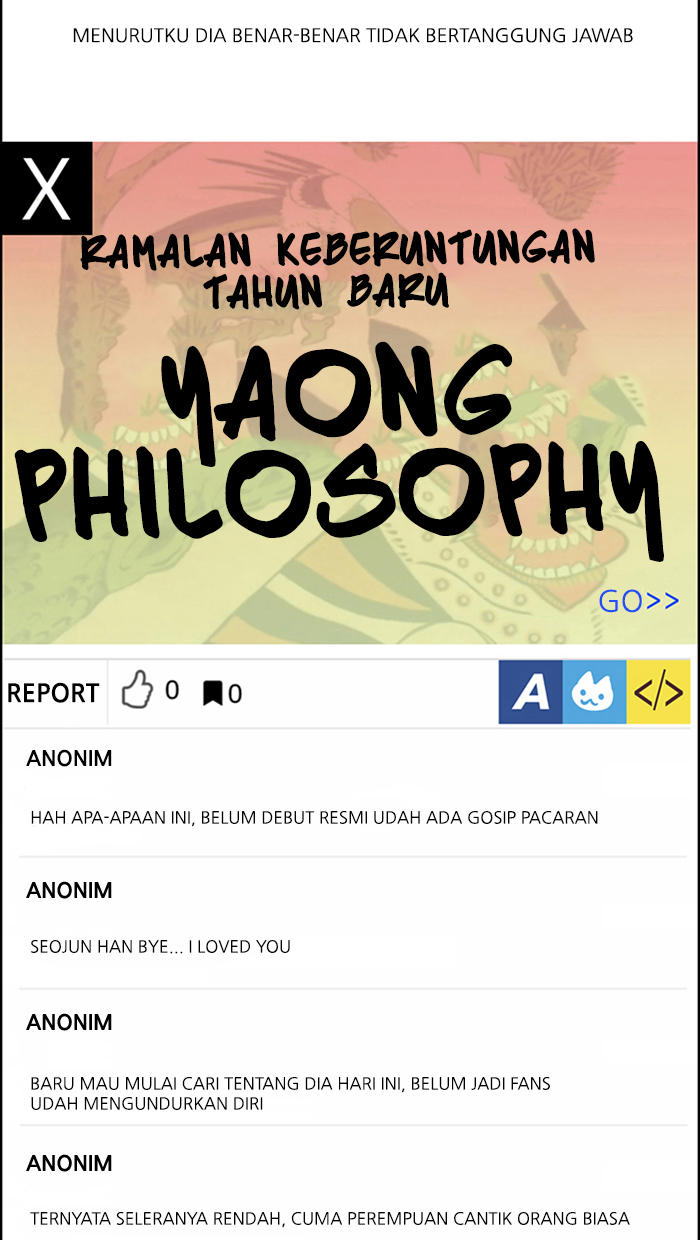 MENURUTKU DIA BENAR-BENAR TIDAK BERTANGGUNG JAWAB
X
RAMALAN KEBERUNTUNGAN
TAHUN BARU
YAONG
PHILOSOPHY
GO>>
REPORT 0 0 A </>
ANONIM
HAH APA-APAAN INI, BELUM DEBUT RESMI UDAH ADA GOSIP PACARAN
ANONIM
SEOJUN HAN BYE... I LOVED YOU
ANONIM
BARU MAU MULAI CARI TENTANG DIA HARI INI, BELUM JADI FANS
UDAH MENGUNDURKAN DIRI
ANONIM
TERNYATA SELERANYA RENDAH, CUMA PEREMPUAN CANTIK ORANG BIASA